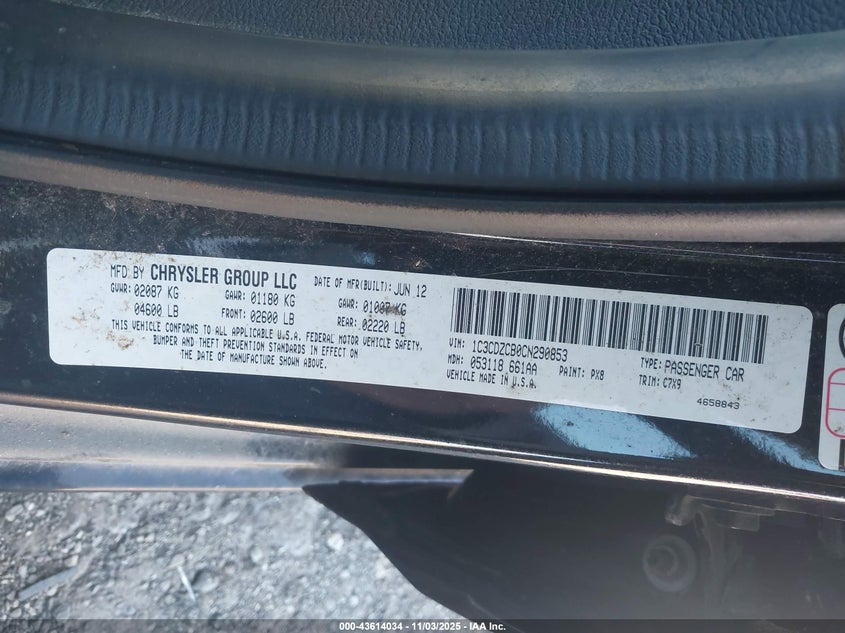 MFD BY CHRYSLER GROUP LLC DATE OF MFR(BUILT): JUN 12
GVWR: 02087 KG GAWR: 01180 KG GAWR: 01007 KG
04600 LB FRONT: 02600 LB REAR: 02220 LB
THIS VEHICLE CONFORMS TO ALL APPLICABLE U.S.A. FEDERAL MOTOR VEHICLE SAFETY,
BUMPER AND THEFT PREVENTION STANDARDS IN EFFECT ON THE DATE OF MANUFACTURE SHOWN ABOVE.
VIN: 1C3CDZCB0CN290853 TYPE: PASSENGER CAR
MDH: 053118 661AA PAINT: PX8 TRIM: C7X9
VEHICLE MADE IN U.S.A. 4658843
000-43614034 - 11/03/2025 - IAA Inc.